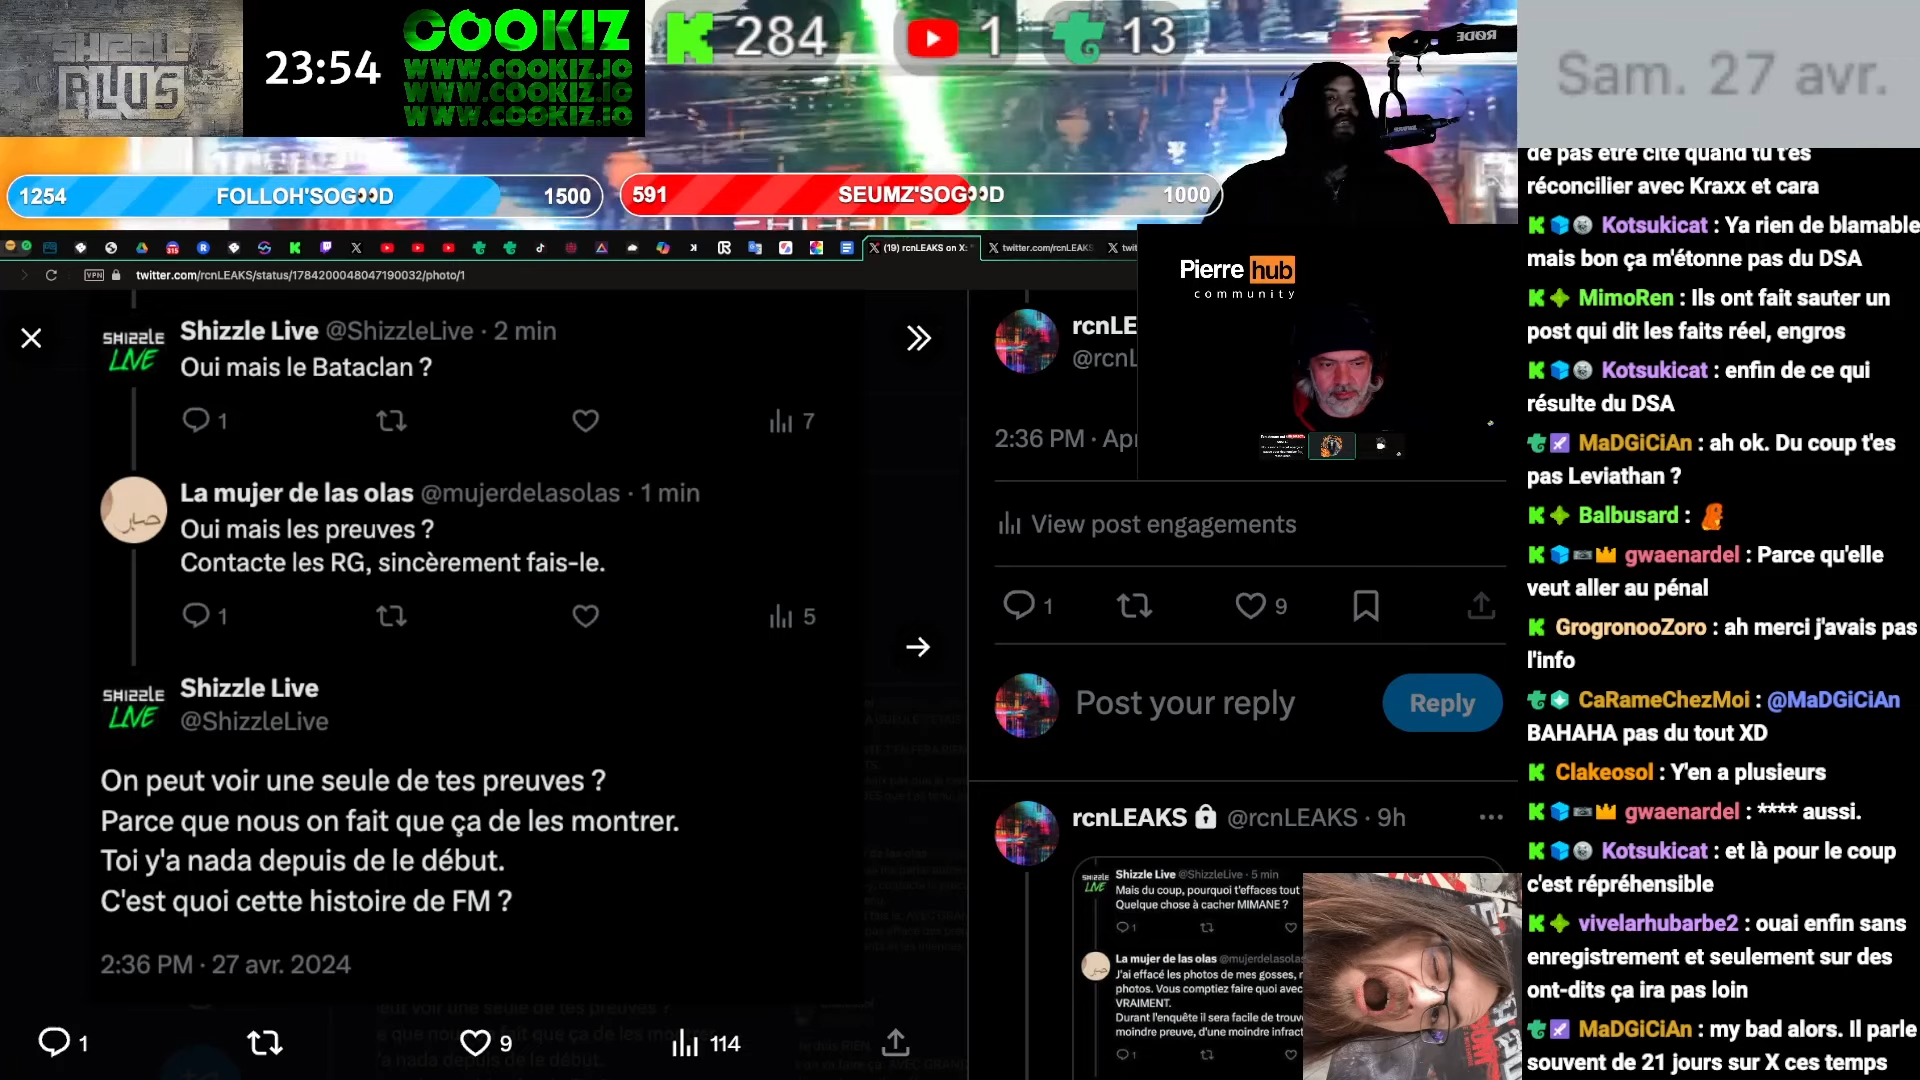 SHIZZLE
23:54
COOKIZ
WWW.COOKIZ.IO
WWW.COOKIZ.IO
WWW.COOKIZ.IO
284
1
13
RØDE
Sam. 27 avr.
1254 FOLLOH'SOG👀D 1500
591 SEUMZ'SOG👀D 1000
(19) rcnLEAKS on X:
twitter.com/rcnLEAKS
twit
VPN
twitter.com/rcnLEAKS/status/1784200048047190032/photo/1
SHIZZLE
LIVE
Shizzle Live @ShizzleLive · 2 min
Oui mais le Bataclan ?
1
7
La mujer de las olas @mujerdelasolas · 1 min
Oui mais les preuves ?
Contacte les RG, sincèrement fais-le.
1
5
صبار
SHIZZLE
LIVE
Shizzle Live
@ShizzleLive
On peut voir une seule de tes preuves ?
Parce que nous on fait que ça de les montrer.
Toi y'a nada depuis de le début.
C'est quoi cette histoire de FM ?
2:36 PM · 27 avr. 2024
1
9
114
rcnLE
@rcnL
2:36 PM · Apr
Pierre hub
community
View post engagements
1
9
Post your reply
Reply
rcnLEAKS @rcnLEAKS · 9h
SHIZZLE
LIVE
Shizzle Live @ShizzleLive · 5 min
Mais du coup, pourquoi t'effaces tout
Quelque chose à cacher MIMANE ?
1
La mujer de las olas @mujerdelasolas
J'ai effacé les photos de mes gosses, r
photos. Vous comptiez faire quoi avec
VRAIMENT.
Durant l'enquête il sera facile de trouv
moindre preuve, d'une moindre infract
1
de pas être cité quand tu t'es
réconcilier avec Kraxx et cara
Kotsukicat : Ya rien de blamable
mais bon ça m'étonne pas du DSA
MimoRen : Ils ont fait sauter un
post qui dit les faits réel, engros
Kotsukicat : enfin de ce qui
résulte du DSA
MaDGiCiAn : ah ok. Du coup t'es
pas Leviathan ?
Balbusard :
gwaenardel : Parce qu'elle
veut aller au pénal
GrogronooZoro : ah merci j'avais pas
l'info
CaRameChezMoi : @MaDGiCiAn
BAHAHA pas du tout XD
Clakeosol : Y'en a plusieurs
gwaenardel : **** aussi.
Kotsukicat : et là pour le coup
c'est répréhensible
vivelarhubarbe2 : ouai enfin sans
enregistrement et seulement sur des
ont-dits ça ira pas loin
MaDGiCiAn : my bad alors. Il parle
souvent de 21 jours sur X ces temps